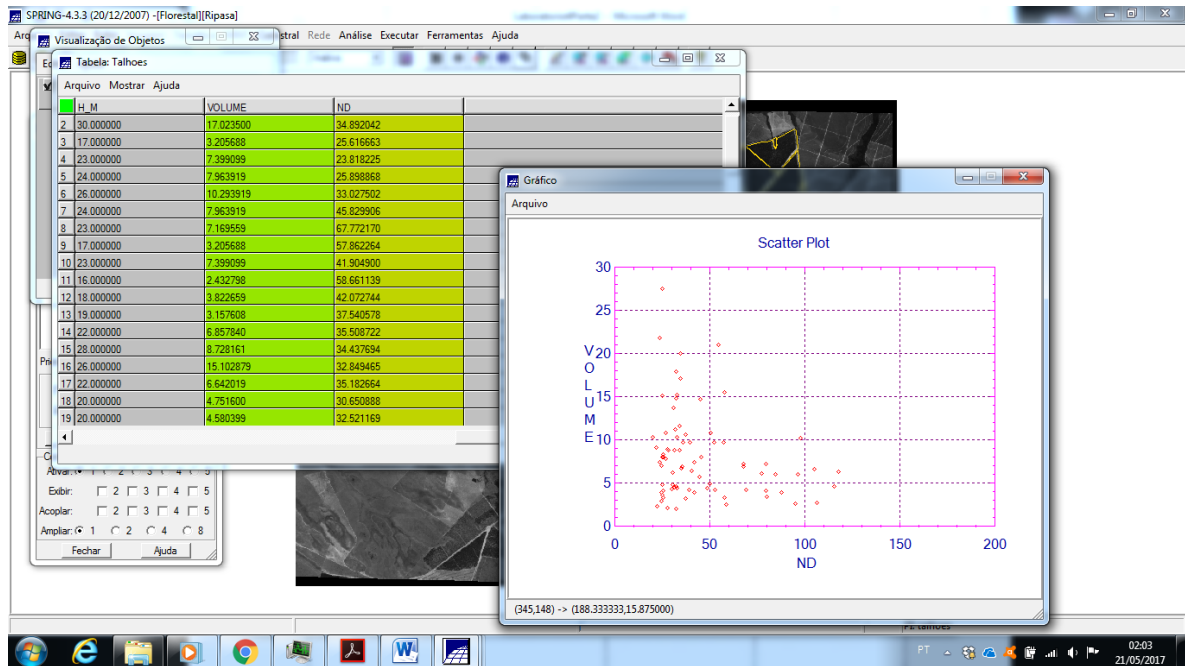 SPRING-4.3.3 (20/12/2007) -[Florestal][Ripasa]
Rede Análise Executar Ferramentas Ajuda
Visualização de Objetos
Tabela: Talhoes
Arquivo Mostrar Ajuda
H_M VOLUME ND
2 30.000000 17.023500 34.892042
3 17.000000 3.205688 25.616663
4 23.000000 7.399099 23.818225
5 24.000000 7.963919 25.898868
6 26.000000 10.293919 33.027502
7 24.000000 7.963919 45.829906
8 23.000000 7.169559 67.772170
9 17.000000 3.205688 57.862264
10 23.000000 7.399099 41.904900
11 16.000000 2.432798 58.661139
12 18.000000 3.822659 42.072744
13 19.000000 3.157608 37.540578
14 22.000000 6.857840 35.508722
15 28.000000 8.728161 34.437694
16 26.000000 15.102879 32.849465
17 22.000000 6.642019 35.182664
18 20.000000 4.751600 30.650888
19 20.000000 4.580399 32.521169
Exibir: 2 3 4 5
Acoplar: 2 3 4 5
Ampliar: 1 2 4 8
Fechar Ajuda
Gráfico
Arquivo
Scatter Plot
30
25
20
15
10
5
0
VOLUME
0 50 100 150 200
ND
(345,148) -> (188.333333,15.875000)
PT
02:03
21/05/2017